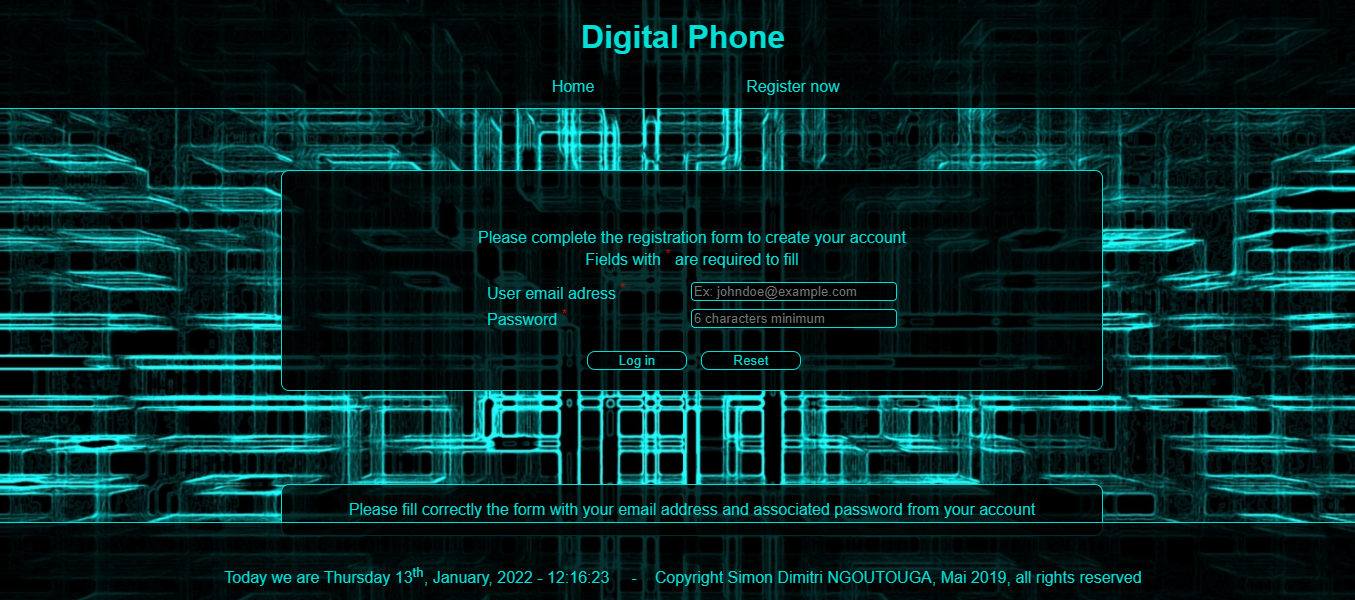 Digital Phone
Home Register now
Please complete the registration form to create your account
Fields with * are required to fill
User email adress * Ex: johndoe@example.com
Password * 6 characters minimum
Log in Reset
Please fill correctly the form with your email address and associated password from your account
Today we are Thursday 13th, January, 2022 - 12:16:23 - Copyright Simon Dimitri NGOUTOUGA, Mai 2019, all rights reserved